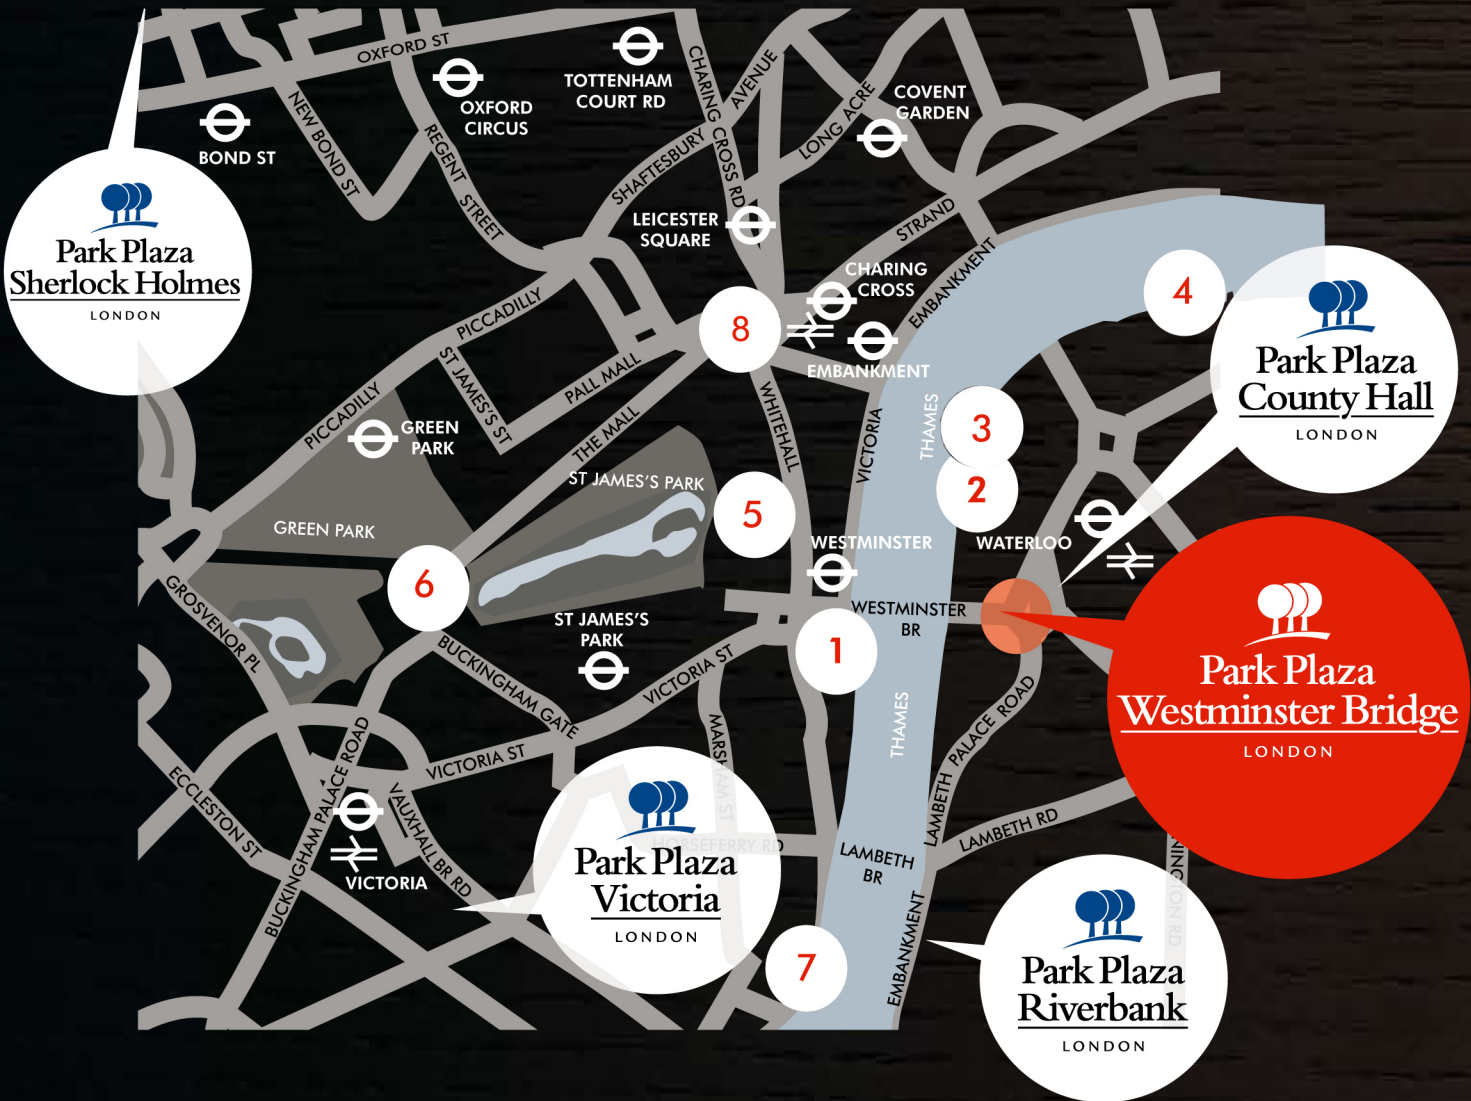 OXFORD ST
TOTTENHAM
COURT RD
OXFORD
CIRCUS
BOND ST
NEW BOND ST
REGENT STREET
CHARING CROSS RD
SHAFTESBURY AVENUE
LONG ACRE
COVENT
GARDEN
LEICESTER
SQUARE
STRAND
CHARING
CROSS
EMBANKMENT
VICTORIA EMBANKMENT
Park Plaza
Sherlock Holmes
LONDON
4
Park Plaza
County Hall
LONDON
8
PICCADILLY
ST JAMES'S ST
PALL MALL
THE MALL
WHITEHALL
THAMES
3
2
PICCADILLY
GREEN
PARK
GREEN PARK
ST JAMES'S PARK
5
WESTMINSTER
WATERLOO
6
GROSVENOR PL
ST JAMES'S
PARK
WESTMINSTER
BR
1
Park Plaza
Westminster Bridge
LONDON
BUCKINGHAM GATE
VICTORIA ST
THAMES
LAMBETH PALACE ROAD
VICTORIA ST
MARSHAM ST
BUCKINGHAM PALACE ROAD
ECCLESTON ST
VAUXHALL BR RD
VICTORIA
HORSEFERRY RD
LAMBETH
BR
LAMBETH RD
NINGTON RD
Park Plaza
Victoria
LONDON
7
EMBANKMENT
Park Plaza
Riverbank
LONDON